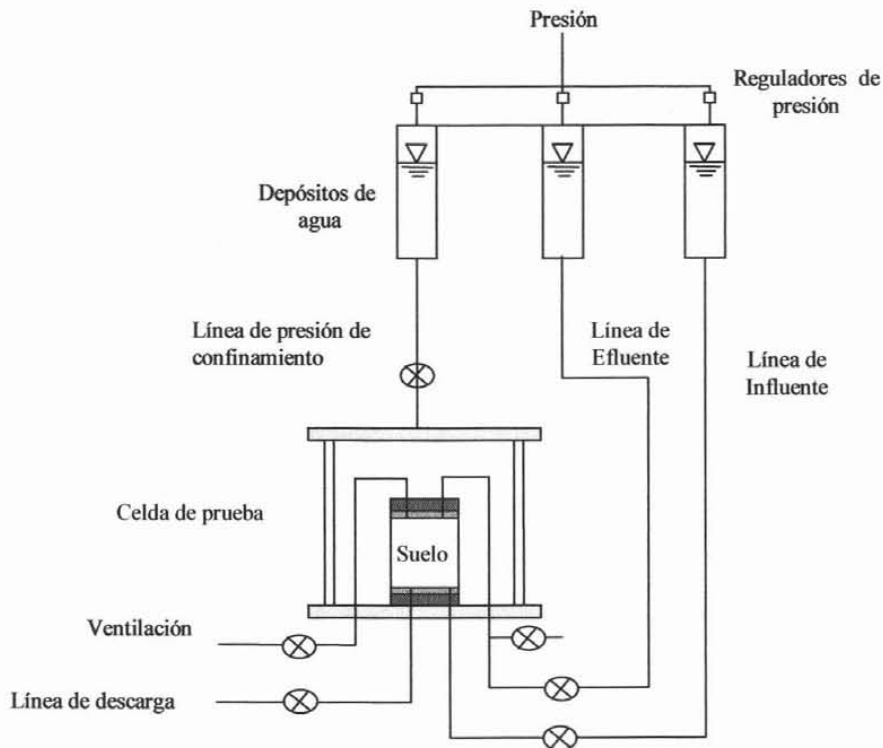 Presión
Reguladores de
presión
Depósitos de
agua
Línea de presión de
confinamiento
Línea de
Efluente
Línea de
Influente
Celda de prueba
Suelo
Ventilación
Línea de descarga